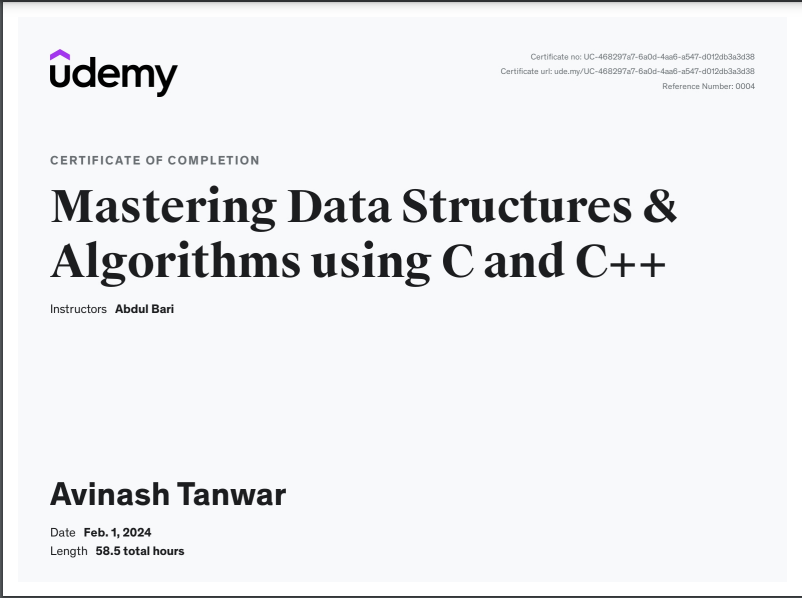 udemy
Certificate no: UC-468297a7-6a0d-4aa6-a547-d012db3a3d38
Certificate url: ude.my/UC-468297a7-6a0d-4aa6-a547-d012db3a3d38
Reference Number: 0004
CERTIFICATE OF COMPLETION
Mastering Data Structures &
Algorithms using C and C++
Instructors Abdul Bari
Avinash Tanwar
Date Feb. 1, 2024
Length 58.5 total hours